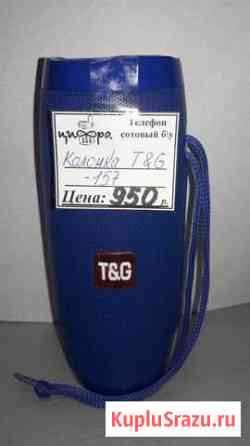 цифра
Телефон
сотовый б\у
Колонка T&G
-157
Цена: 950 р.
T&G
KupluSrazu.ru